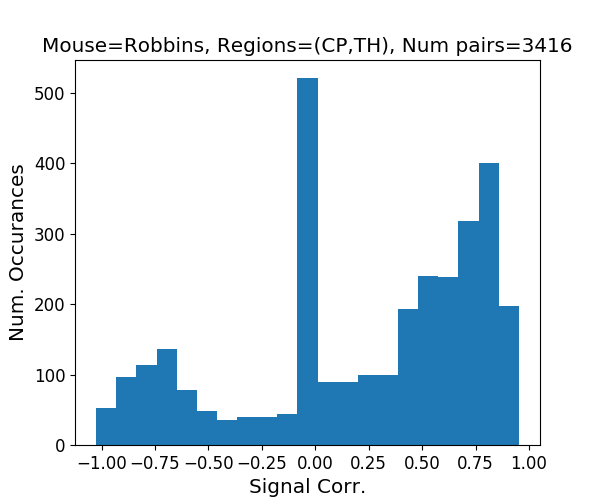 Mouse=Robbins, Regions=(CP,TH), Num pairs=3416
Num. Occurances
500
400
300
200
100
0
−1.00 −0.75 −0.50 −0.25 0.00 0.25 0.50 0.75 1.00
Signal Corr.